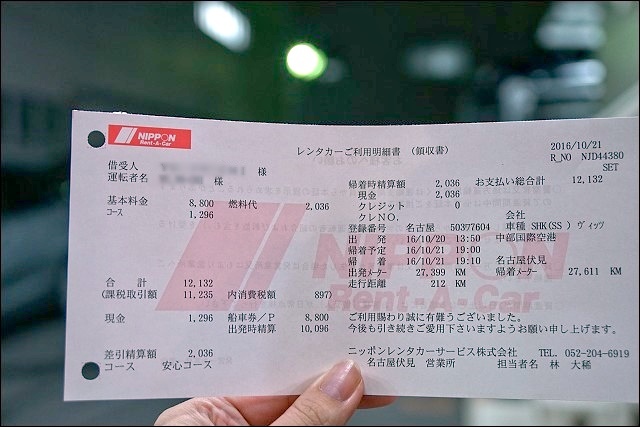 NIPPON
Rent-A-Car
レンタカーご利用明細書 (領収書)
2016/10/21
R_NO NJD44380
SET
借受人 様
運転者名 様
帰着時精算額 2,036 お支払い総合計 12,132
現金 2,036
クレジット 0
クレNO. 会社
基本料金 8,800 燃料代 2,036
コース 1,296
登録番号 名古屋 50377604 車種 SHK(SS) ヴィッツ
出 発 16/10/20 13:50 中部国際空港
帰着予定 16/10/21 19:00
帰 着 16/10/21 19:10 名古屋伏見
出発メーター 27,399 KM 帰着メーター 27,611 KM
走行距離 212 KM
NIPPON
Rent-A-Car
合 計 12,132
(課税取引額 11,235 内消費税額 897)
現金 1,296 船車券/P 8,800
出発時精算 10,096
ご利用賜わり誠に有難うございました。
今後も引き続きご愛用下さいますようお願い申し上げます。
差引精算額 2,036
コース 安心コース
ニッポンレンタカーサービス株式会社 TEL. 052-204-6919
名古屋伏見 営業所 担当者名 林 大稀